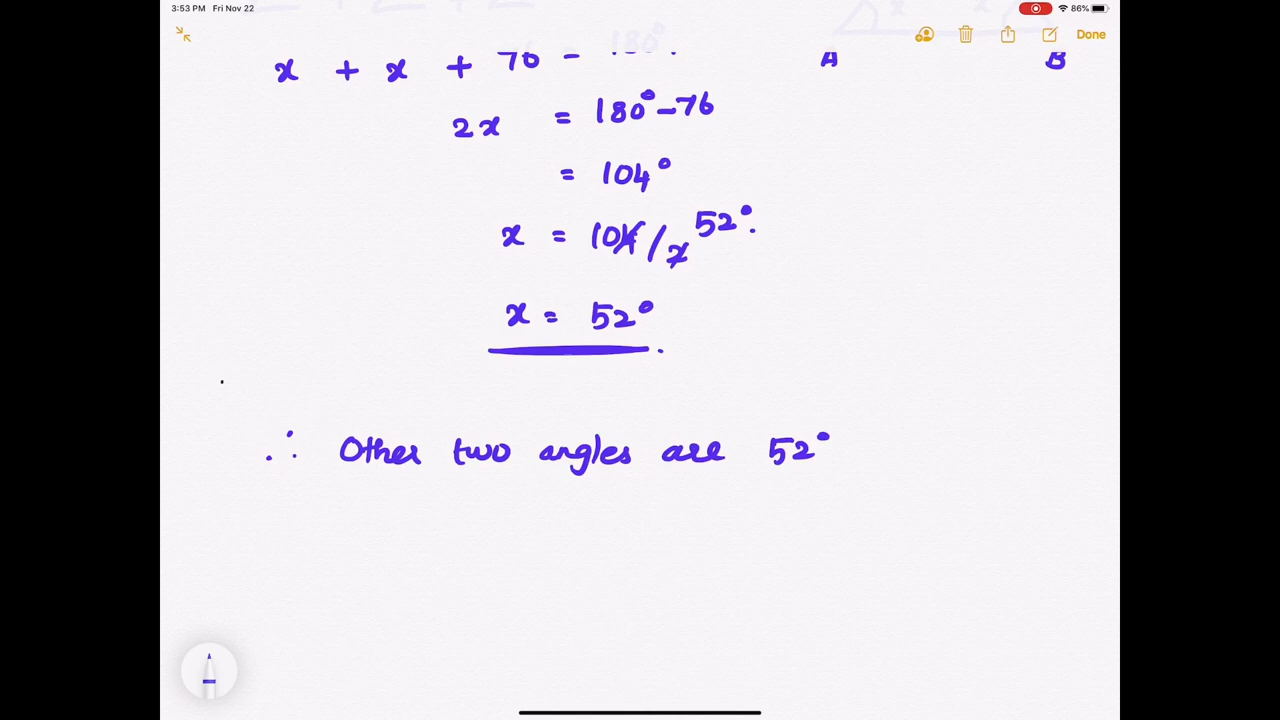 3:53 PM Fri Nov 22
86%
Done
180°
x x
x + x + 76 = 180°.
A B
2x = 180° - 76
= 104°
x = 104/2 52°.
x = 52°.
∴ Other two angles are 52°